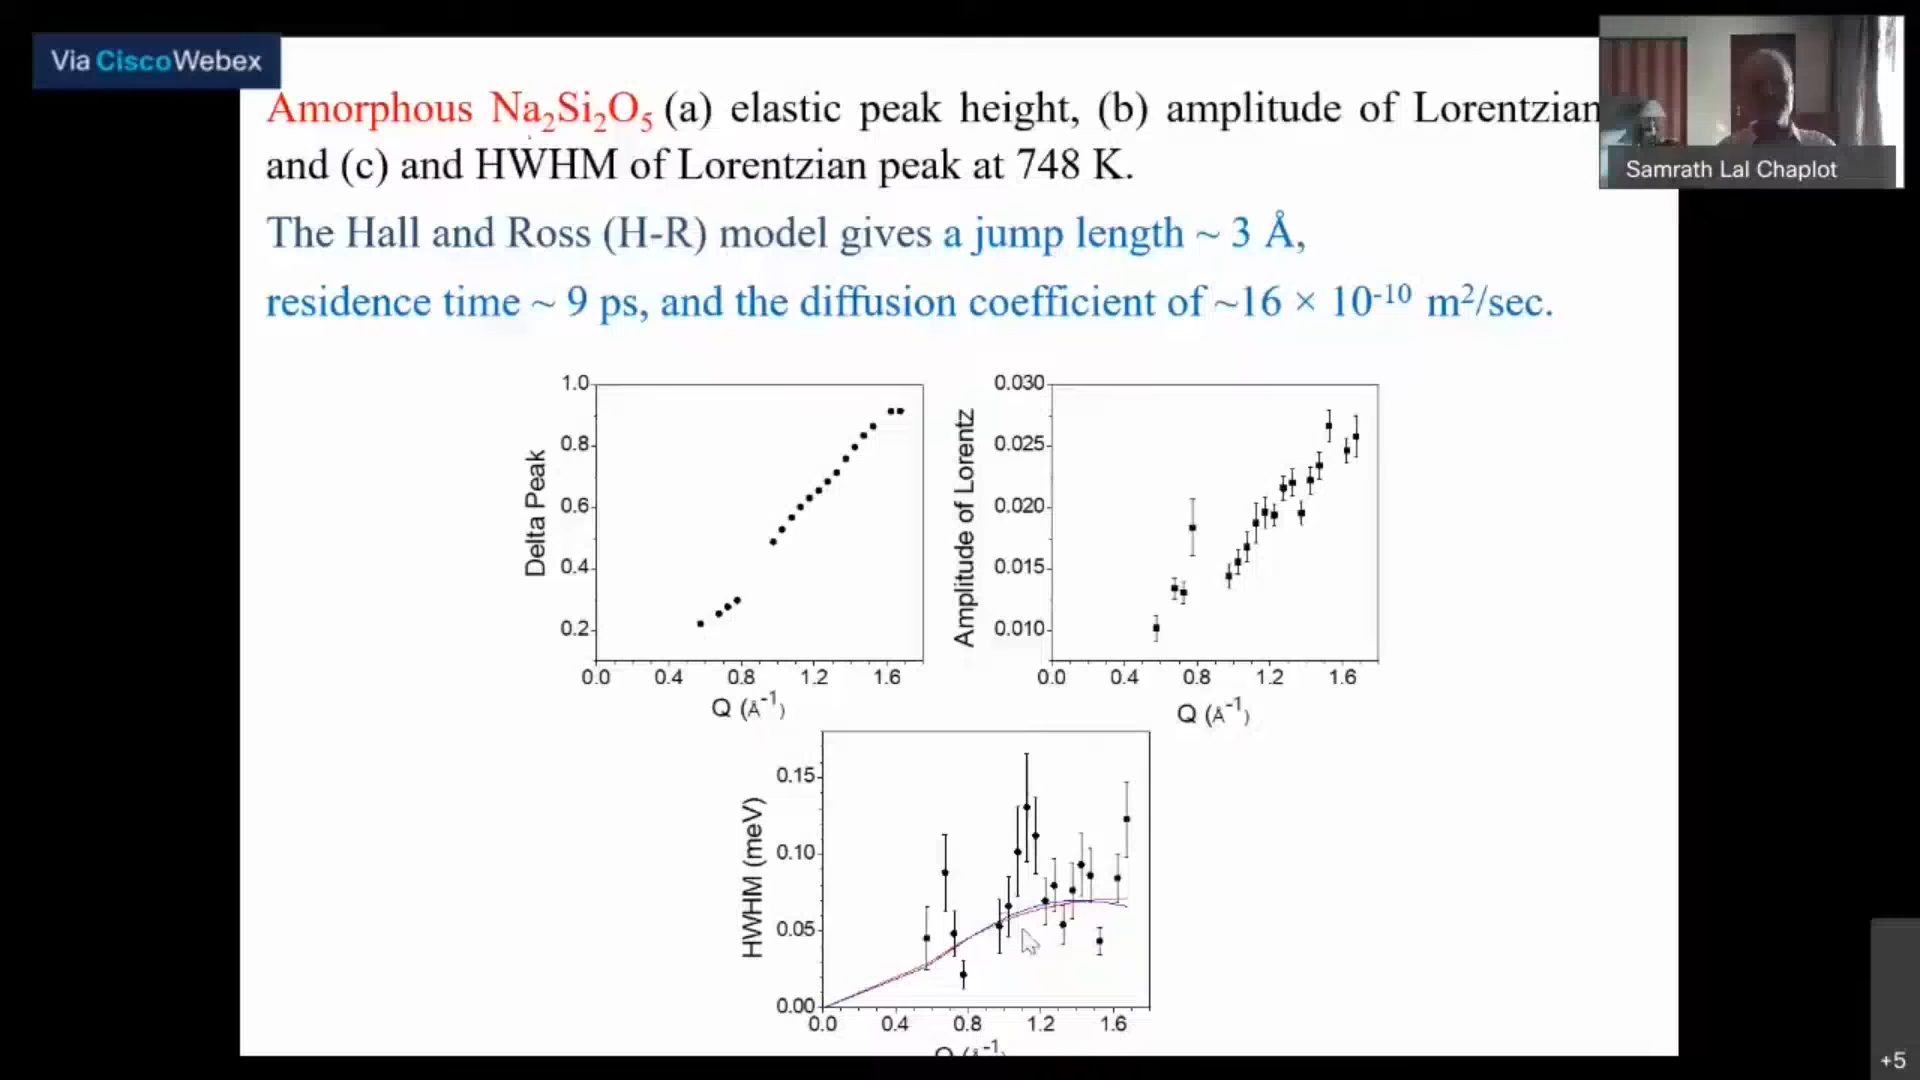 Via CiscoWebex
Samrath Lal Chaplot
Amorphous Na₂Si₂O₅ (a) elastic peak height, (b) amplitude of Lorentzian
and (c) and HWHM of Lorentzian peak at 748 K.
The Hall and Ross (H-R) model gives a jump length ~ 3 Å,
residence time ~ 9 ps, and the diffusion coefficient of ~16 × 10⁻¹⁰ m²/sec.
Delta Peak
1.0
0.8
0.6
0.4
0.2
0.0 0.4 0.8 1.2 1.6
Q (Å⁻¹)
Amplitude of Lorentz
0.030
0.025
0.020
0.015
0.010
0.0 0.4 0.8 1.2 1.6
Q (Å⁻¹)
HWHM (meV)
0.15
0.10
0.05
0.00
0.0 0.4 0.8 1.2 1.6
+5